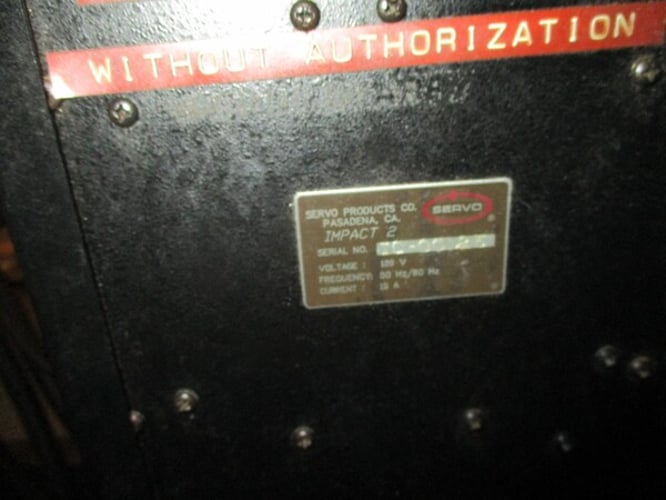 WITHOUT AUTHORIZATION
SERVO PRODUCTS CO.
PASADENA, CA.
SERVO
®
IMPACT 2
SERIAL NO.
VOLTAGE : V
FREQUENCY: 50 Hz/60 Hz
CURRENT : 15 A